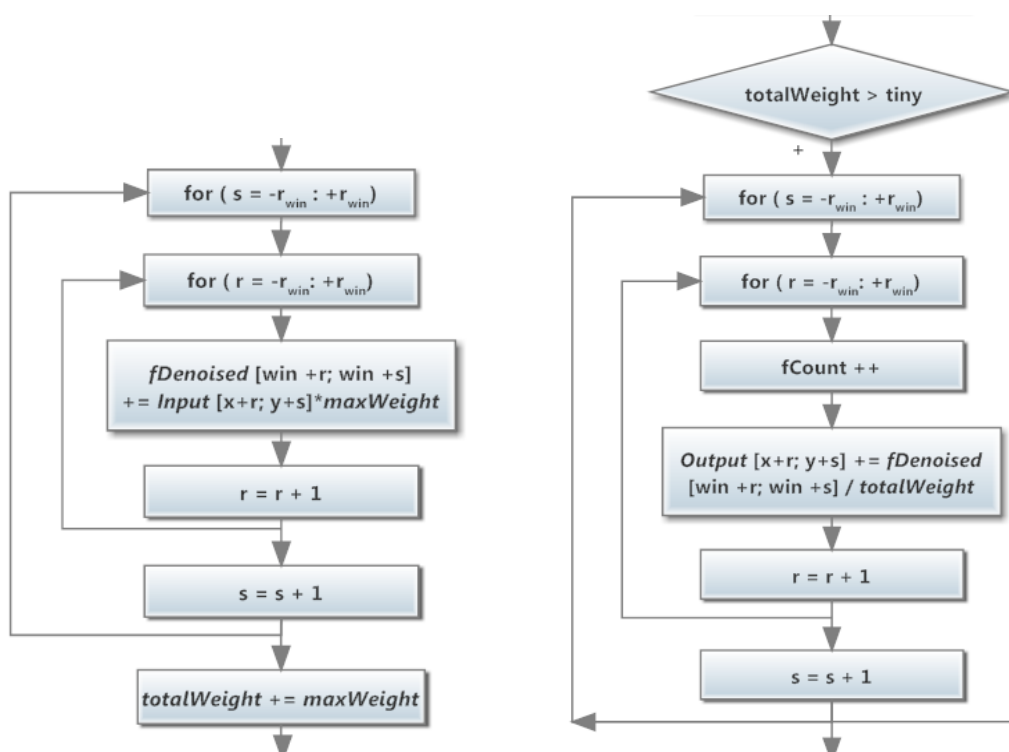 for ( s = -rwin : +rwin)
for ( r = -rwin: +rwin)
fDenoised [win +r; win +s]
+= Input [x+r; y+s]*maxWeight
r = r + 1
s = s + 1
totalWeight += maxWeight
totalWeight > tiny
+
for ( s = -rwin : +rwin)
for ( r = -rwin: +rwin)
fCount ++
Output [x+r; y+s] += fDenoised
[win +r; win +s] / totalWeight
r = r + 1
s = s + 1